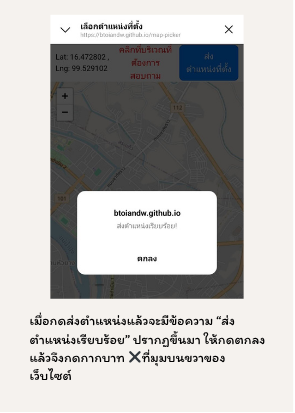 เลือกตำแหน่งที่ตั้ง
https://btoiandw.github.io/map-picker
Lat: 16.472802 ,
Lng: 99.529102
คลิกที่บริเวณที่
ต้องการ
สอบถาม
ส่ง
ตำแหน่งที่ตั้ง
+
−
112
btoiandw.github.io
ส่งตำแหน่งเรียบร้อย!
ตกลง
เมื่อกดส่งตำแหน่งแล้วจะมีข้อความ “ส่ง
ตำแหน่งเรียบร้อย” ปรากฏขึ้นมา ให้กดตกลง
แล้วจึงกดกากบาท ❌ที่มุมบนขวาของ
เว็บไซต์